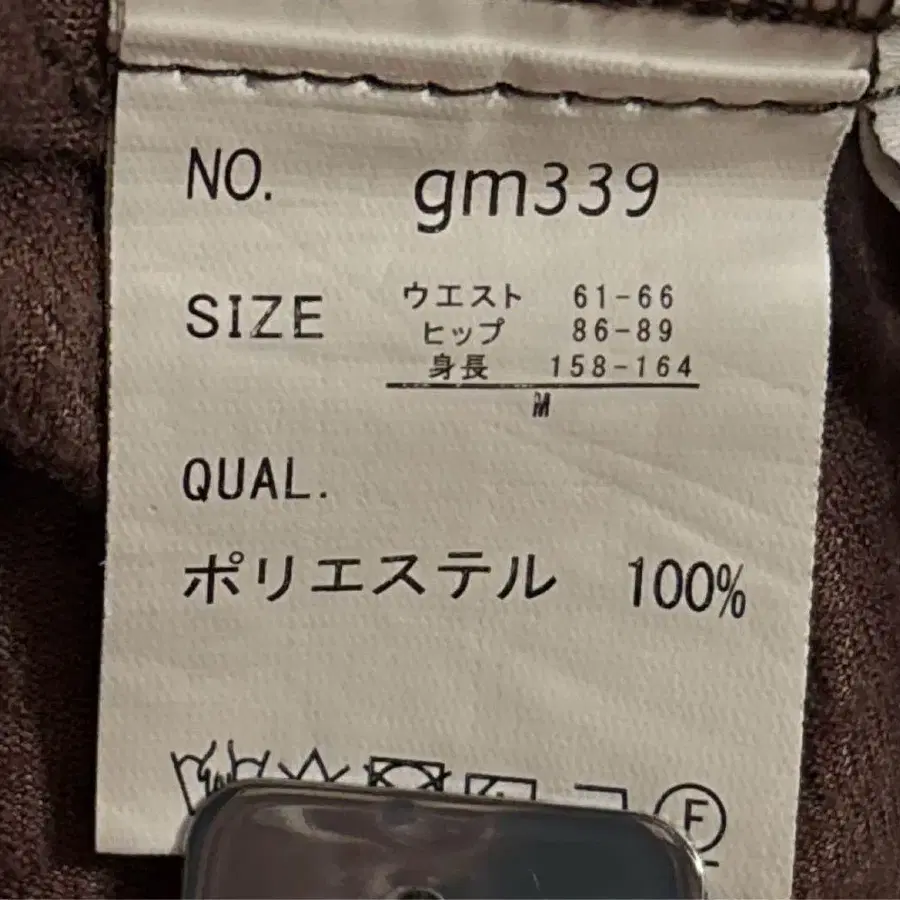 NO. gm339
SIZE ウエスト 61-66
ヒップ 86-89
身長 158-164
M
QUAL.
ポリエステル 100%
F